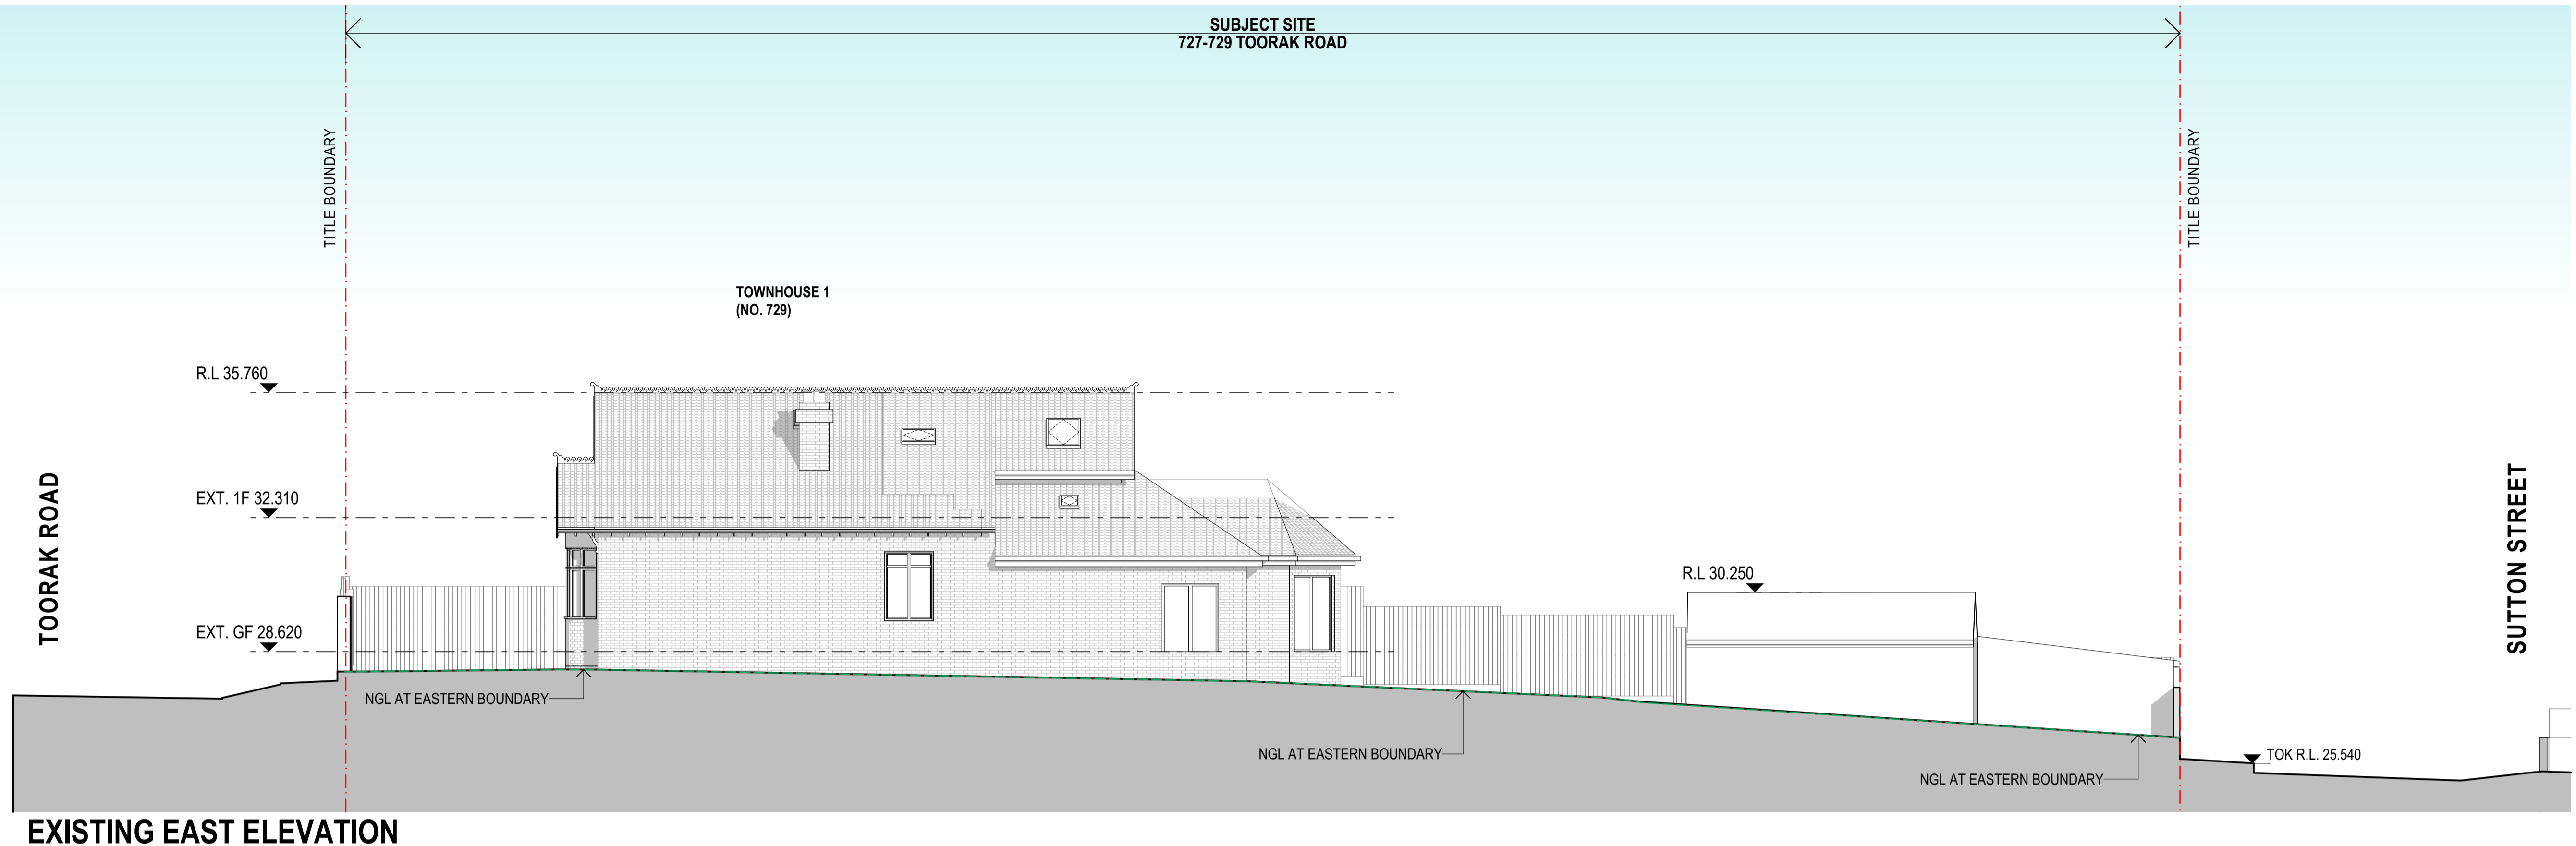 SUBJECT SITE
727-729 TOORAK ROAD
TITLE BOUNDARY
TITLE BOUNDARY
TOWNHOUSE 1
(NO. 729)
R.L 35.760
EXT. 1F 32.310
EXT. GF 28.620
R.L 30.250
TOORAK ROAD
SUTTON STREET
NGL AT EASTERN BOUNDARY
NGL AT EASTERN BOUNDARY
NGL AT EASTERN BOUNDARY
TOK R.L. 25.540
EXISTING EAST ELEVATION